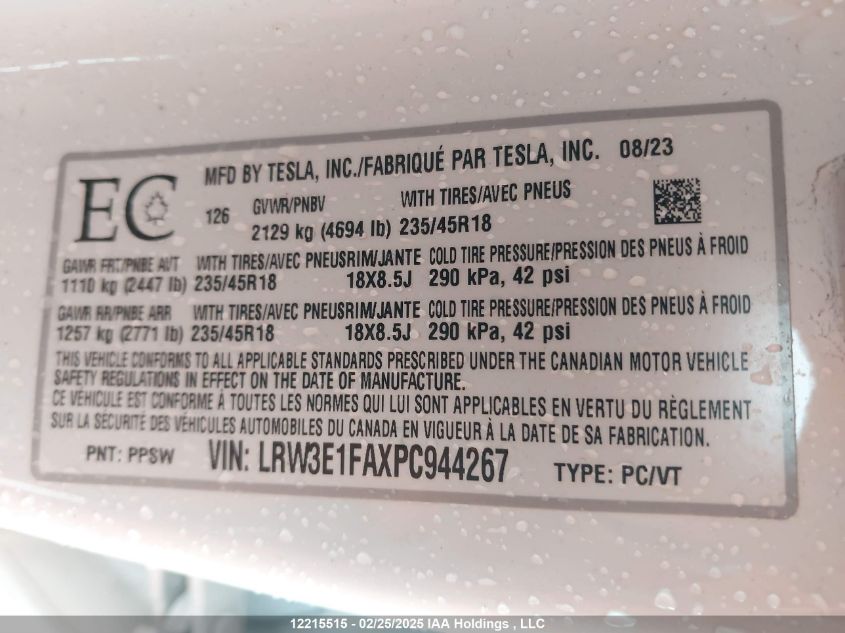 EC
MFD BY TESLA, INC./FABRIQUÉ PAR TESLA, INC. 08/23
126 GVWR/PNBV WITH TIRES/AVEC PNEUS
2129 kg (4694 lb) 235/45R18
GAWR FRT/PNBE AVT WITH TIRES/AVEC PNEUS RIM/JANTE COLD TIRE PRESSURE/PRESSION DES PNEUS À FROID
1110 kg (2447 lb) 235/45R18 18X8.5J 290 kPa, 42 psi
GAWR RR/PNBE ARR WITH TIRES/AVEC PNEUS RIM/JANTE COLD TIRE PRESSURE/PRESSION DES PNEUS À FROID
1257 kg (2771 lb) 235/45R18 18X8.5J 290 kPa, 42 psi
THIS VEHICLE CONFORMS TO ALL APPLICABLE STANDARDS PRESCRIBED UNDER THE CANADIAN MOTOR VEHICLE
SAFETY REGULATIONS IN EFFECT ON THE DATE OF MANUFACTURE.
CE VÉHICULE EST CONFORME À TOUTES LES NORMES QUI LUI SONT APPLICABLES EN VERTU DU RÈGLEMENT
SUR LA SÉCURITÉ DES VÉHICULES AUTOMOBILES DU CANADA EN VIGUEUR À LA DATE DE SA FABRICATION.
PNT: PPSW VIN: LRW3E1FAXPC944267 TYPE: PC/VT
12215515 - 02/25/2025 IAA Holdings , LLC